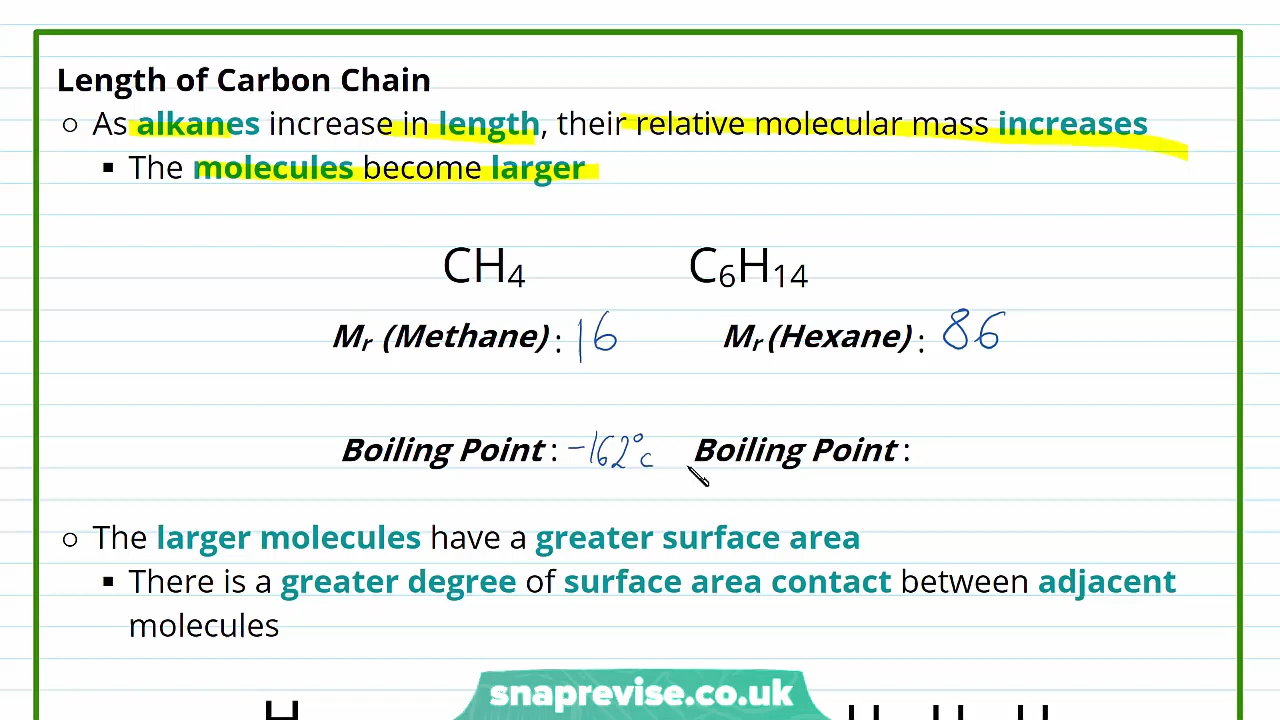 Length of Carbon Chain
○ As alkanes increase in length, their relative molecular mass increases
▪ The molecules become larger
CH₄ C₆H₁₄
Mᵣ (Methane) : 16 Mᵣ (Hexane) : 86
Boiling Point : -162°C Boiling Point :
○ The larger molecules have a greater surface area
▪ There is a greater degree of surface area contact between adjacent
molecules
snaprevise.co.uk
H H H H